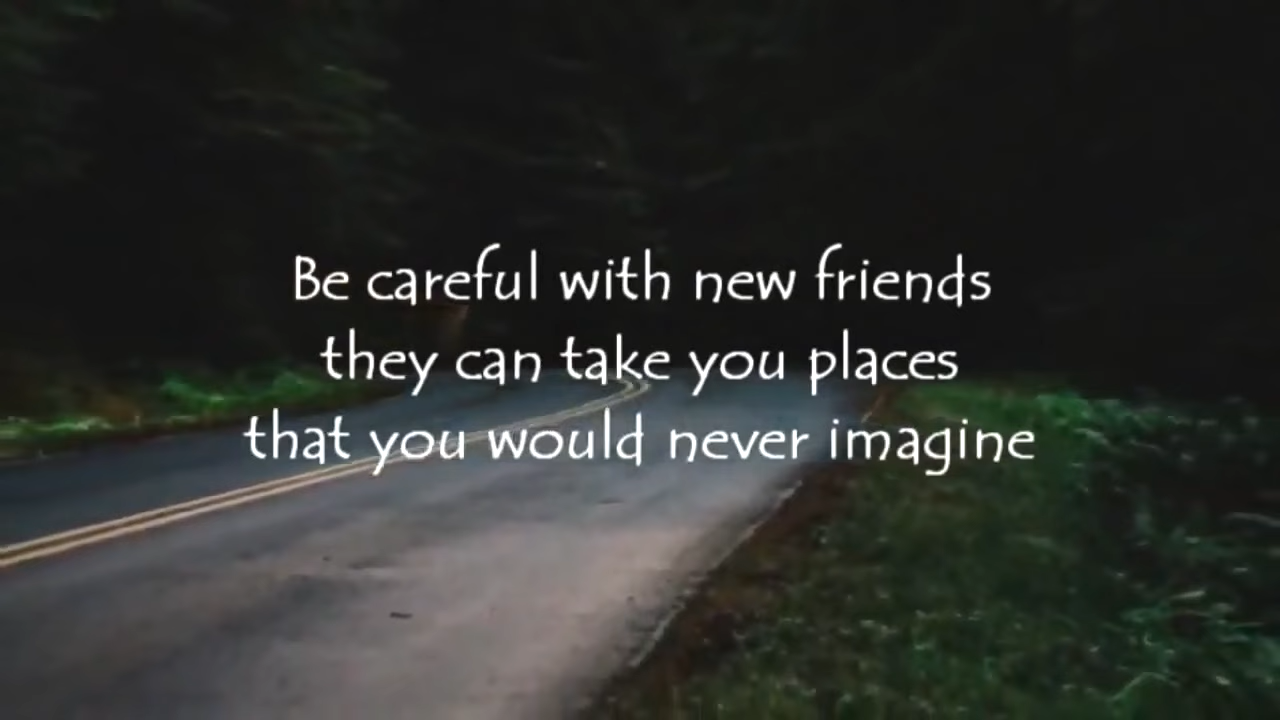 Be careful with new friends
they can take you places
that you would never imagine